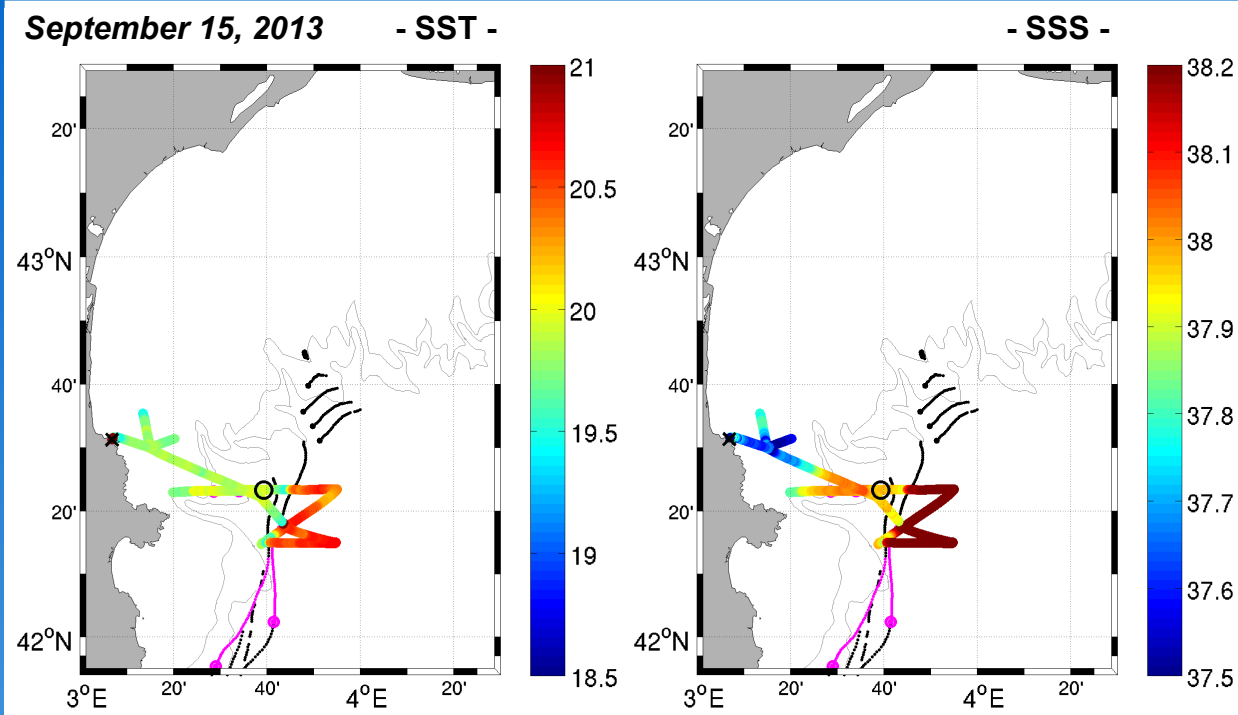 September 15, 2013 - SST - - SSS -
20'
43°N
40'
20'
42°N
3°E 20' 40' 4°E 20'
21
20.5
20
19.5
19
18.5
20'
43°N
40'
20'
42°N
3°E 20' 40' 4°E 20'
38.2
38.1
38
37.9
37.8
37.7
37.6
37.5